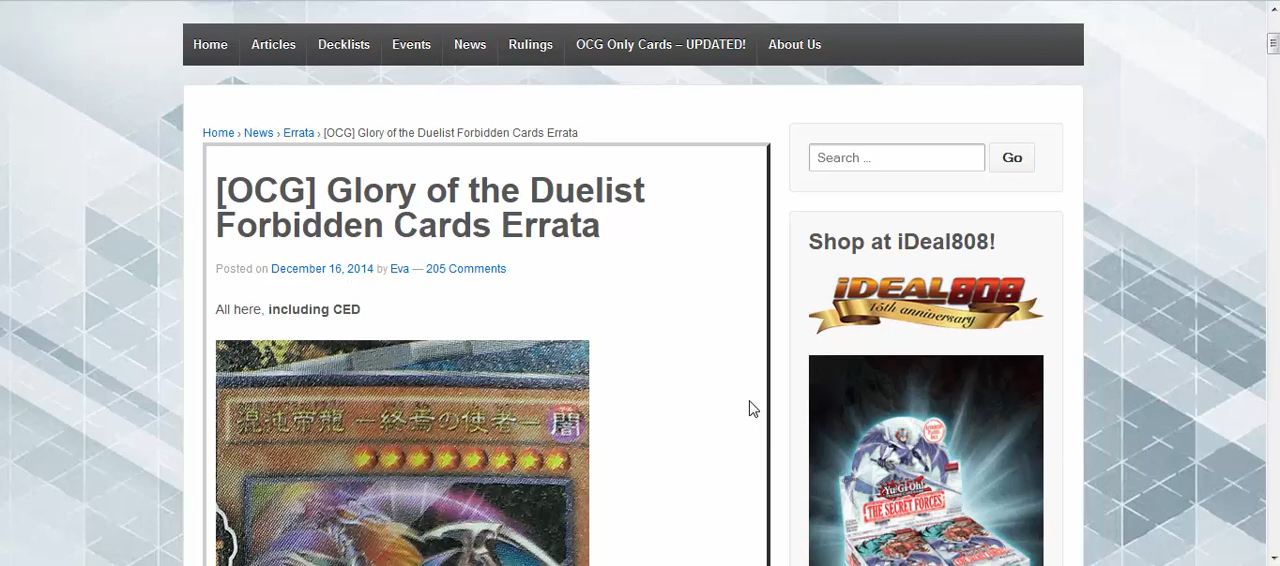 Home Articles Decklists Events News Rulings OCG Only Cards – UPDATED! About Us
Home › News › Errata › [OCG] Glory of the Duelist Forbidden Cards Errata
[OCG] Glory of the Duelist
Forbidden Cards Errata
Posted on December 16, 2014 by Eva — 205 Comments
All here, including CED
混沌帝龍 -終焉の使者-
闇
Search ...
Go
Shop at iDeal808!
iDEAL808
15th anniversary
Yu-Gi-Oh!
THE SECRET FORCES